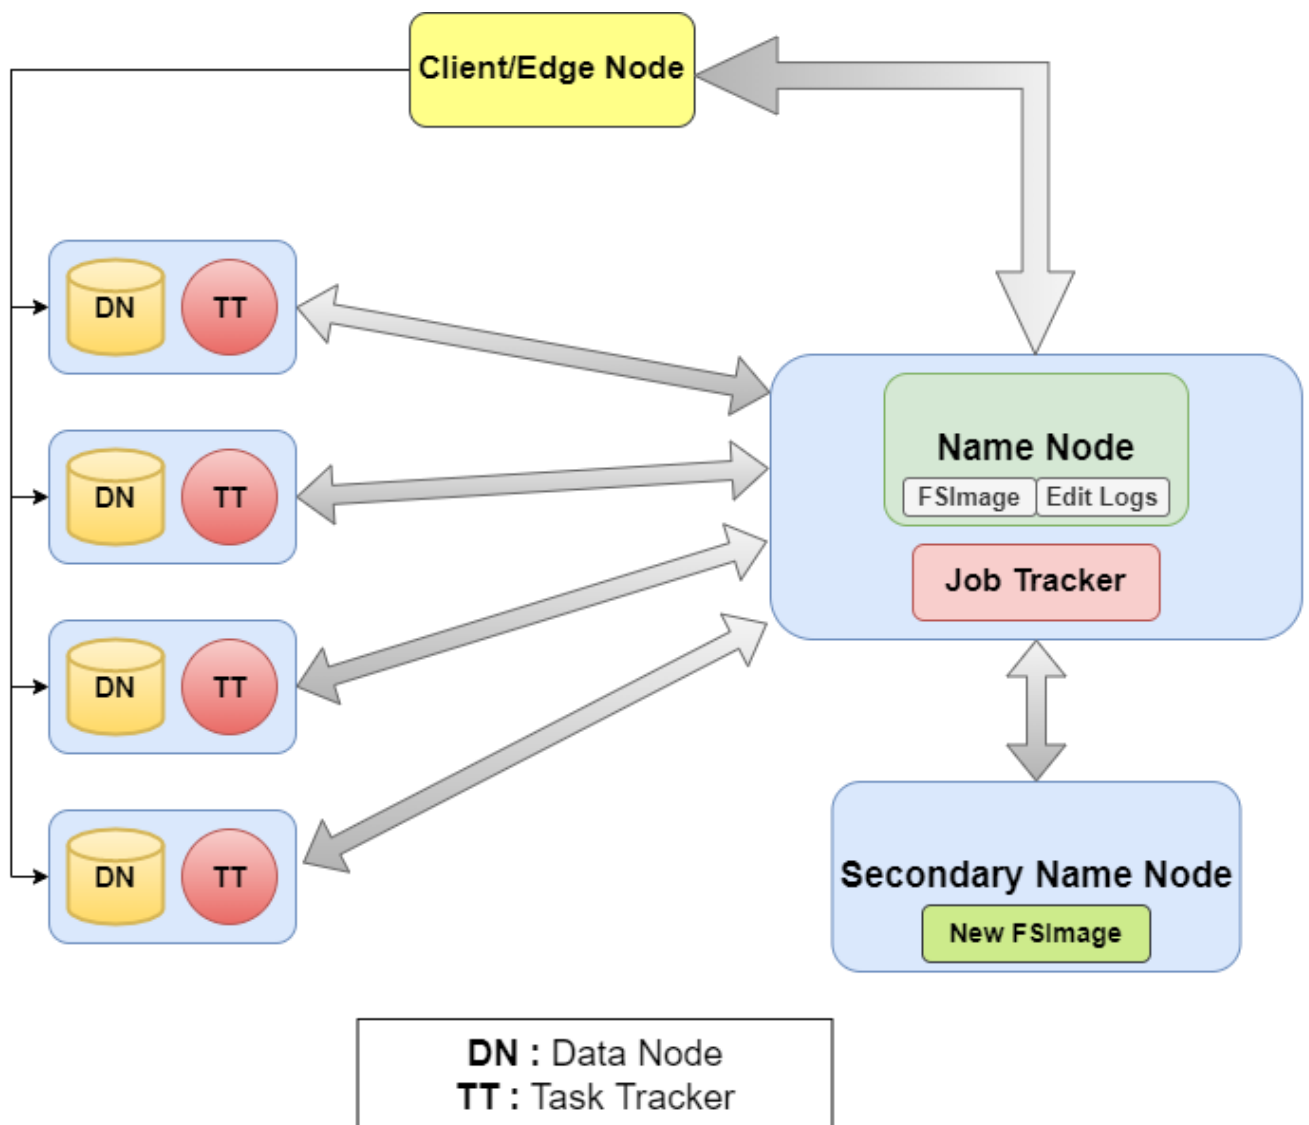 Client/Edge Node
DN TT
DN TT
DN TT
DN TT
Name Node
FSImage Edit Logs
Job Tracker
Secondary Name Node
New FSImage
DN : Data Node
TT : Task Tracker